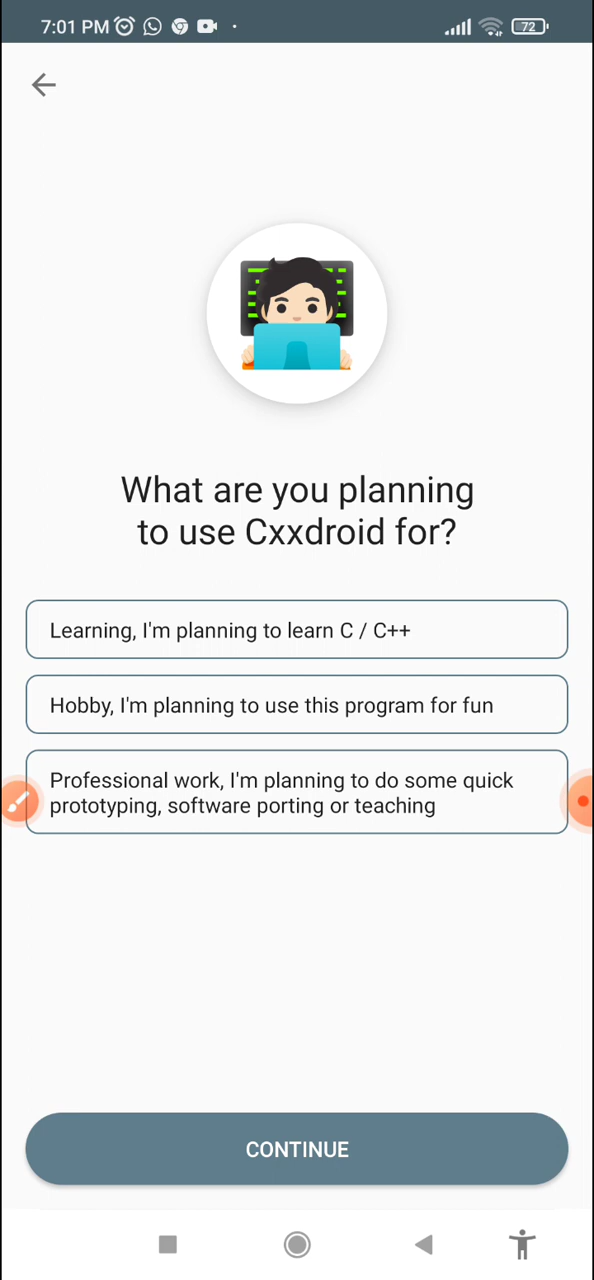 7:01 PM
72
What are you planning
to use Cxxdroid for?
Learning, I'm planning to learn C / C++
Hobby, I'm planning to use this program for fun
Professional work, I'm planning to do some quick
prototyping, software porting or teaching
CONTINUE